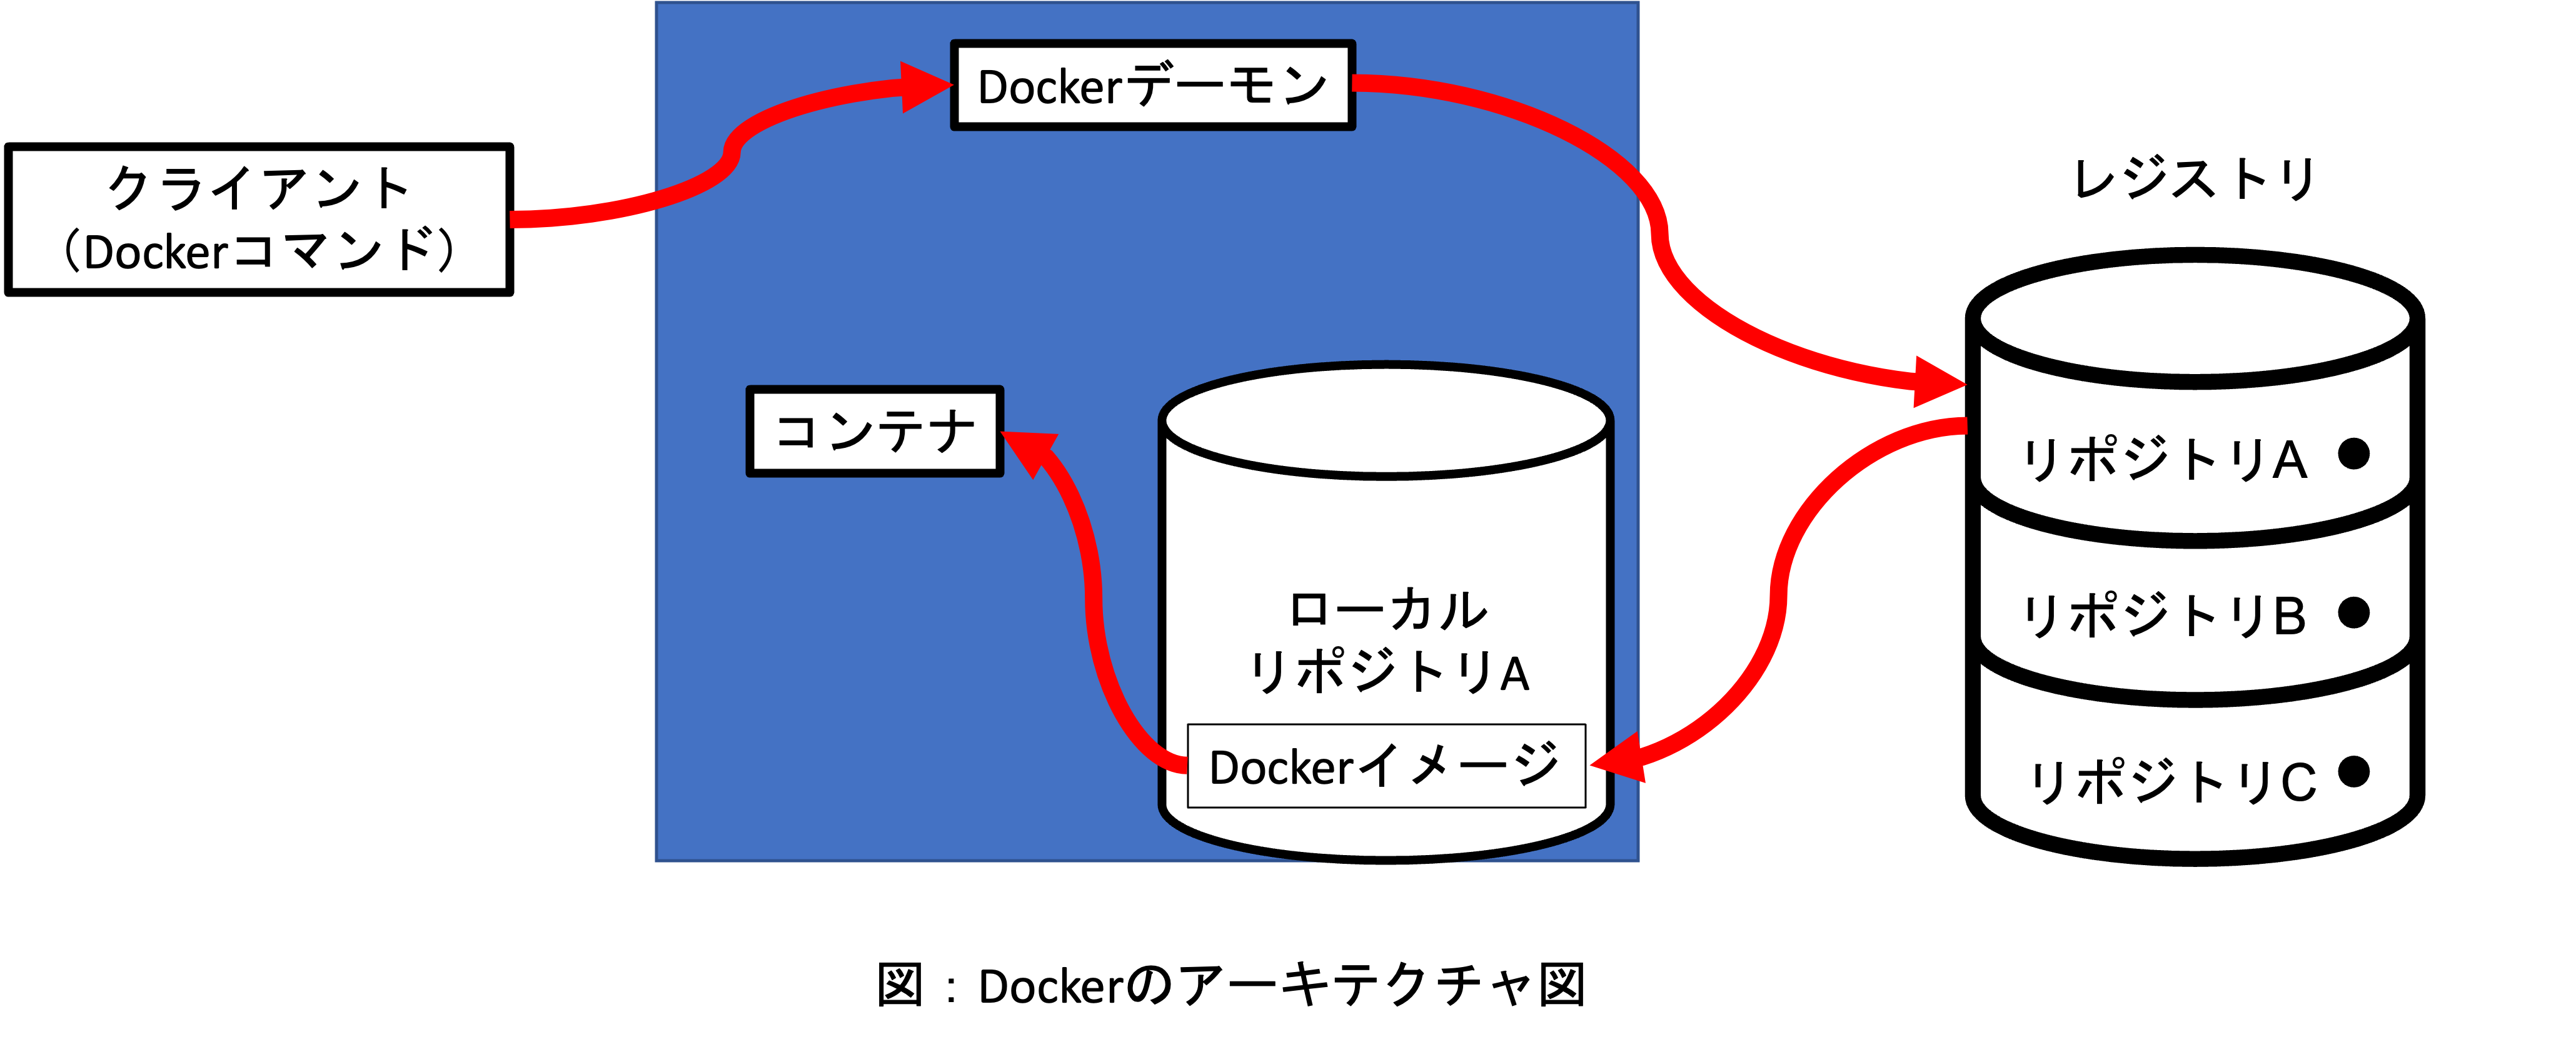 Dockerデーモン
クライアント
（Dockerコマンド）
レジストリ
コンテナ
リポジトリA
リポジトリB
リポジトリC
ローカル
リポジトリA
Dockerイメージ
図：Dockerのアーキテクチャ図